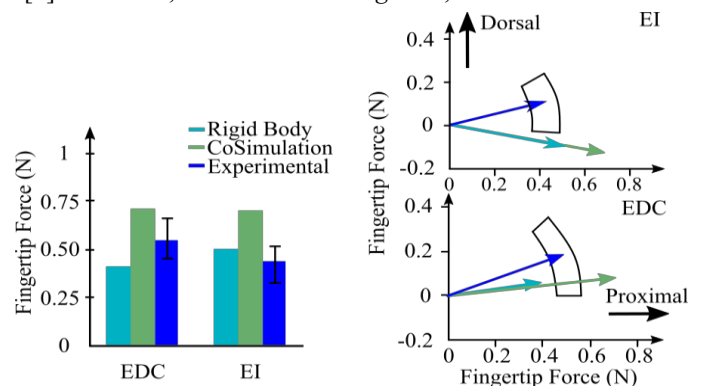 Dorsal
EI
0.4
0.2
0
-0.2
0 0.2 0.4 0.6 0.8
Fingertip Force (N)
Rigid Body
CoSimulation
Experimental
1
0.75
0.50
0.25
0
Fingertip Force (N)
EDC EI
0.4
EDC
0.2
0
-0.2
Proximal
0 0.2 0.4 0.6 0.8
Fingertip Force (N)